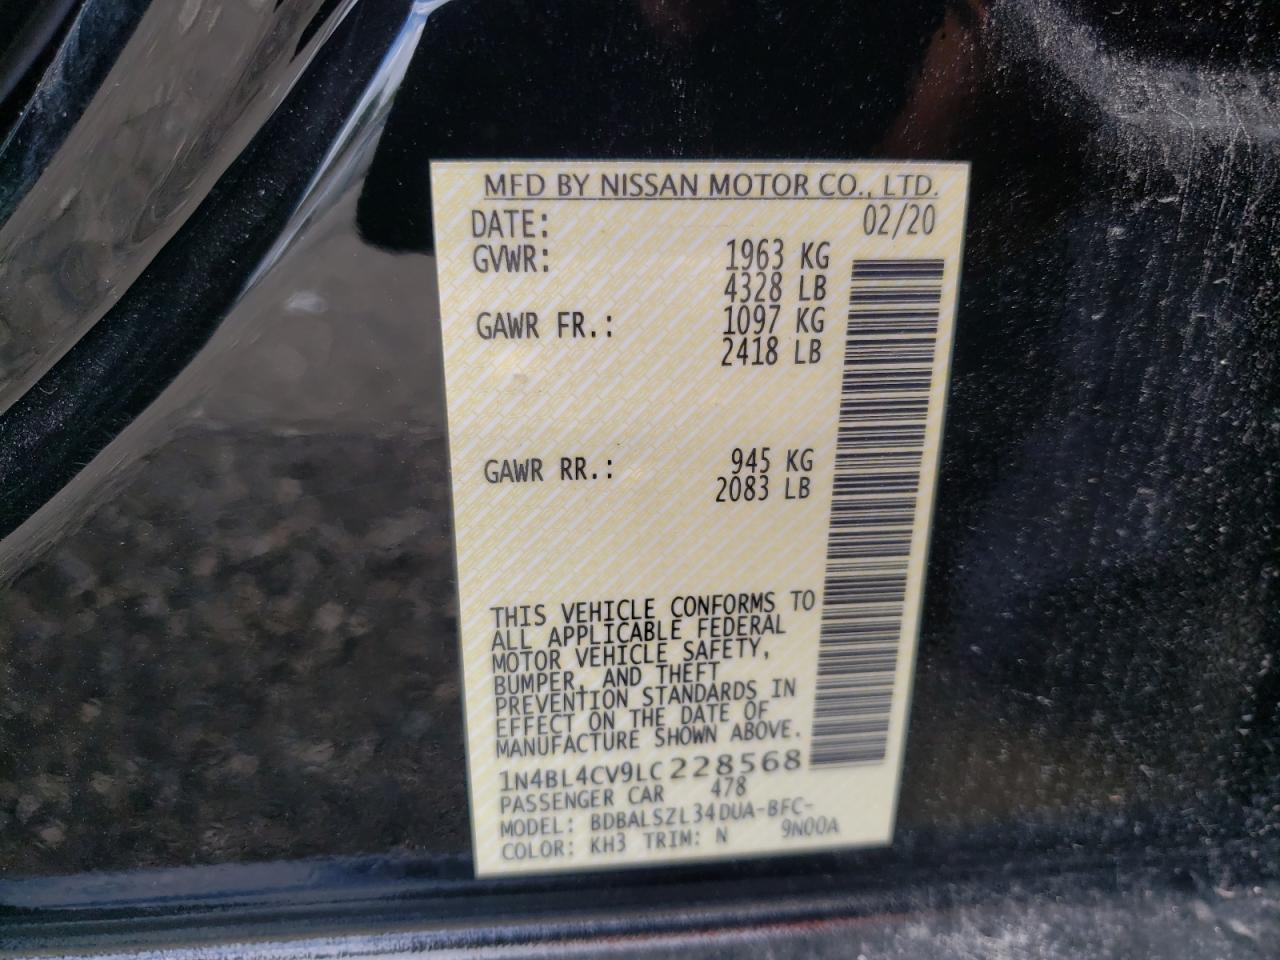 MFD BY NISSAN MOTOR CO., LTD.
DATE: 02/20
GVWR: 1963 KG
4328 LB
GAWR FR.: 1097 KG
2418 LB
GAWR RR.: 945 KG
2083 LB
THIS VEHICLE CONFORMS TO
ALL APPLICABLE FEDERAL
MOTOR VEHICLE SAFETY,
BUMPER, AND THEFT
PREVENTION STANDARDS IN
EFFECT ON THE DATE OF
MANUFACTURE SHOWN ABOVE.
1N4BL4CV9LC228568
PASSENGER CAR 478
MODEL: BDBALSZL34DUA-BFC-
9N00A
COLOR: KH3 TRIM: N